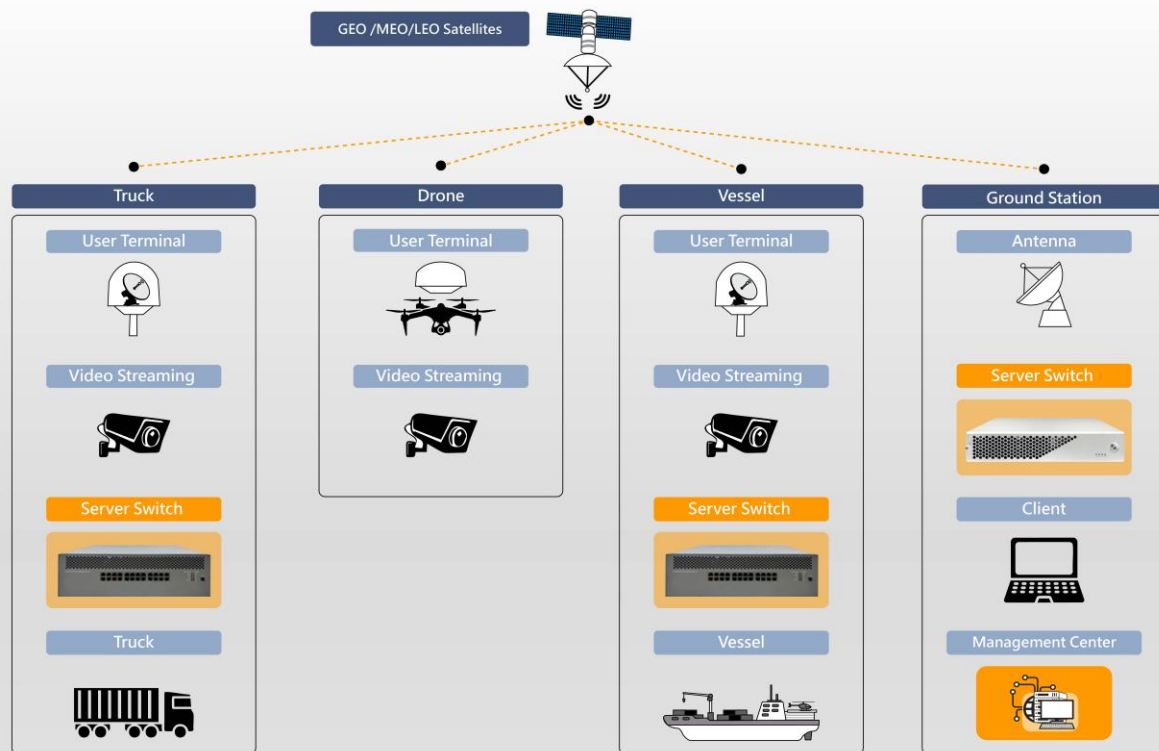 GEO /MEO/LEO Satellites
Truck
User Terminal
Video Streaming
Server Switch
Truck
Drone
User Terminal
Video Streaming
Vessel
User Terminal
Video Streaming
Server Switch
Vessel
Ground Station
Antenna
Server Switch
Client
Management Center